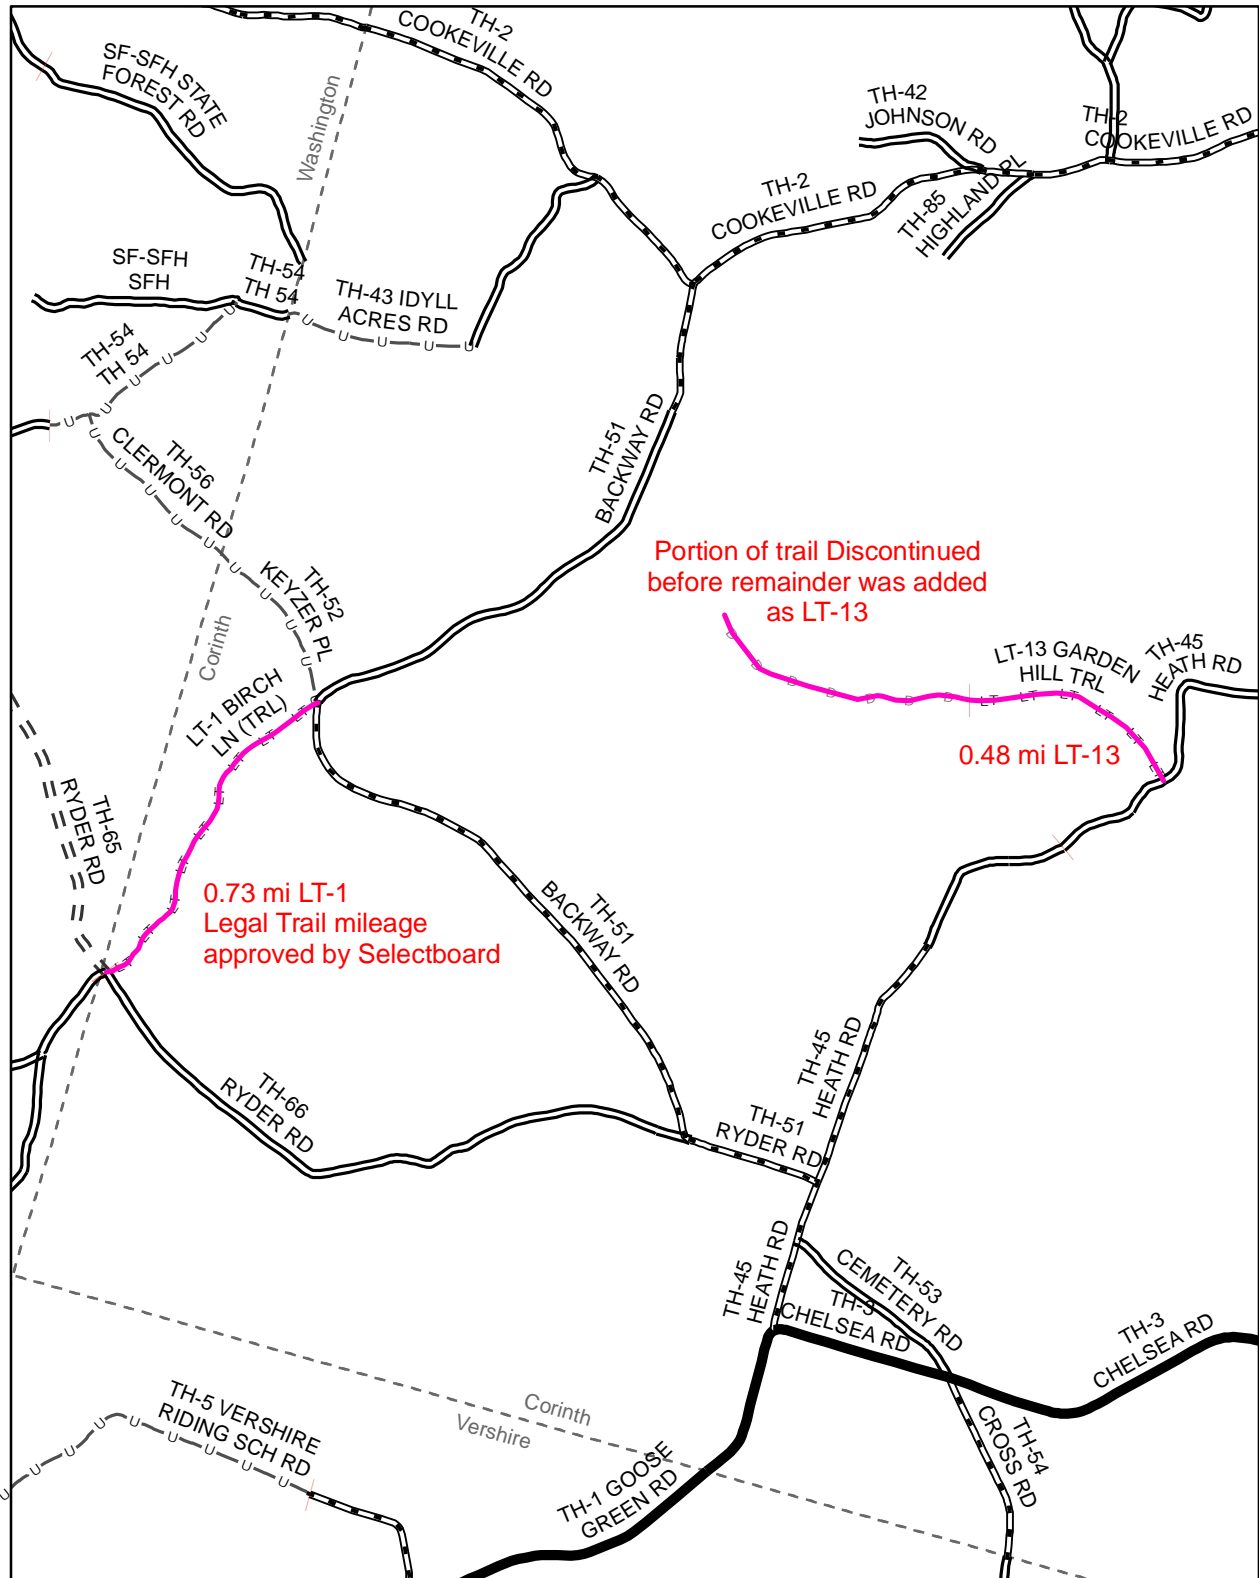 TH-2
COOKEVILLE RD
SF-SFH STATE
FOREST RD
Washington
TH-42
JOHNSON RD
TH-2
COOKEVILLE RD
TH-2
COOKEVILLE RD
TH-85
HIGHLAND PL
SF-SFH
SFH
TH-54
TH 54
TH-43 IDYLL
ACRES RD
TH-54
TH 54
TH-51
BACKWAY RD
TH-56
CLERMONT RD
Portion of trail Discontinued
before remainder was added
as LT-13
TH-52
KEYZER PL
Corinth
LT-1 BIRCH
LN (TRL)
LT-13 GARDEN
HILL TRL
TH-45
HEATH RD
0.48 mi LT-13
TH-65
RYDER RD
0.73 mi LT-1
Legal Trail mileage
approved by Selectboard
TH-51
BACKWAY RD
TH-45
HEATH RD
TH-66
RYDER RD
TH-51
RYDER RD
TH-45
HEATH RD
TH-53
CEMETERY RD
TH-3
CHELSEA RD
TH-3
CHELSEA RD
TH-5 VERSHIRE
RIDING SCH RD
Corinth
Vershire
TH-54
CROSS RD
TH-1 GOOSE
GREEN RD